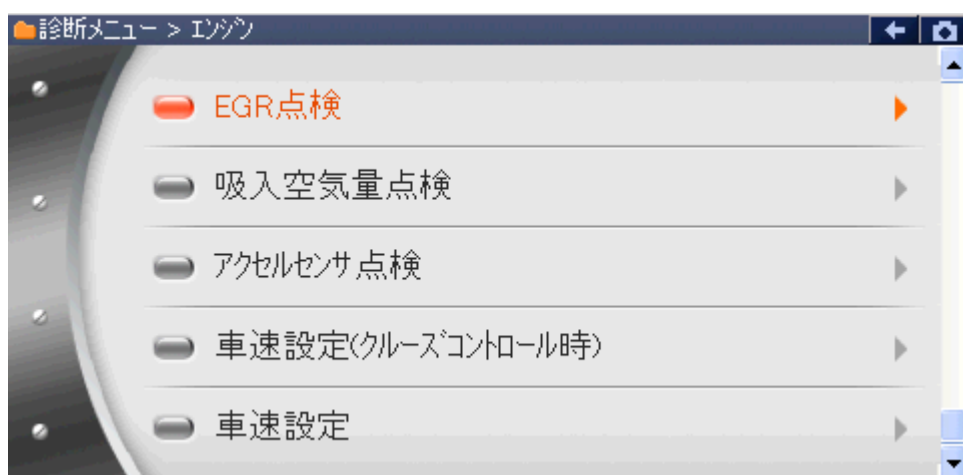 診断メニュー > エンジン
EGR点検
吸入空気量点検
アクセルセンサ点検
車速設定(クルーズコントロール時)
車速設定